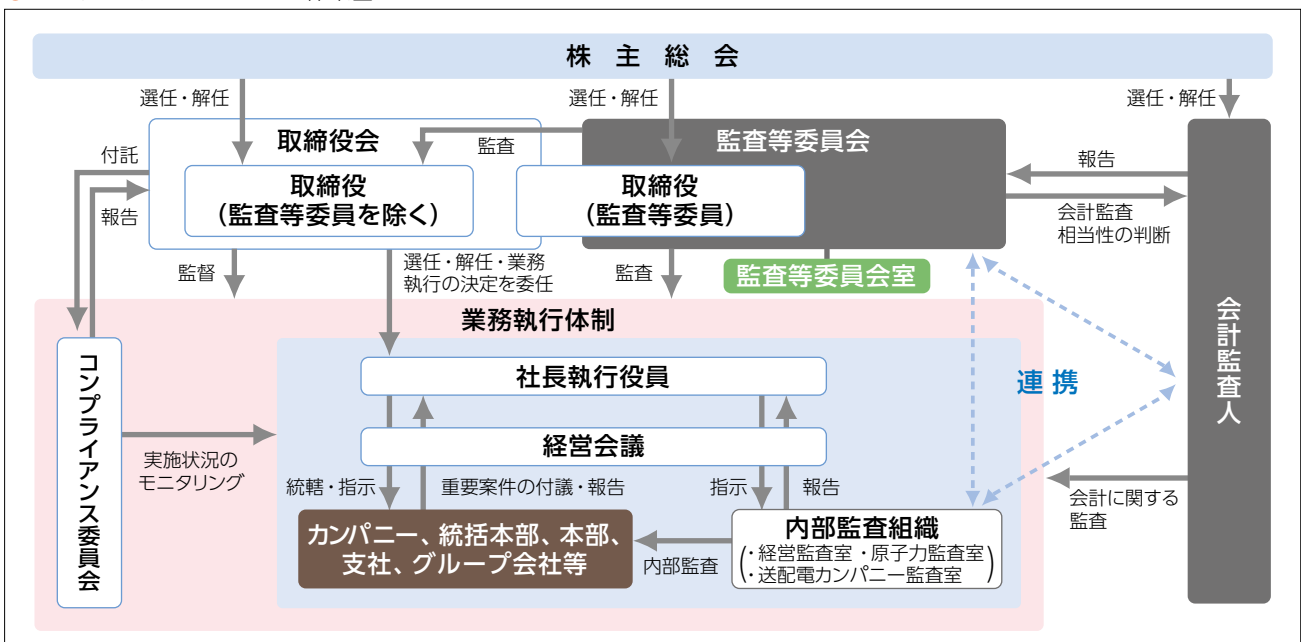 株主総会
選任・解任
選任・解任
選任・解任
取締役会
監査
監査等委員会
付託
報告
取締役
（監査等委員を除く）
取締役
（監査等委員）
報告
会計監査
相当性の判断
監督
選任・解任・業務
執行の決定を委任
監査
監査等委員会室
業務執行体制
会計監査人
コンプライアンス委員会
社長執行役員
連携
経営会議
実施状況の
モニタリング
統轄・指示
重要案件の付議・報告
指示
報告
会計に関する
監査
カンパニー、統括本部、本部、
支社、グループ会社等
内部監査
内部監査組織
（・経営監査室・原子力監査室
・送配電カンパニー監査室）